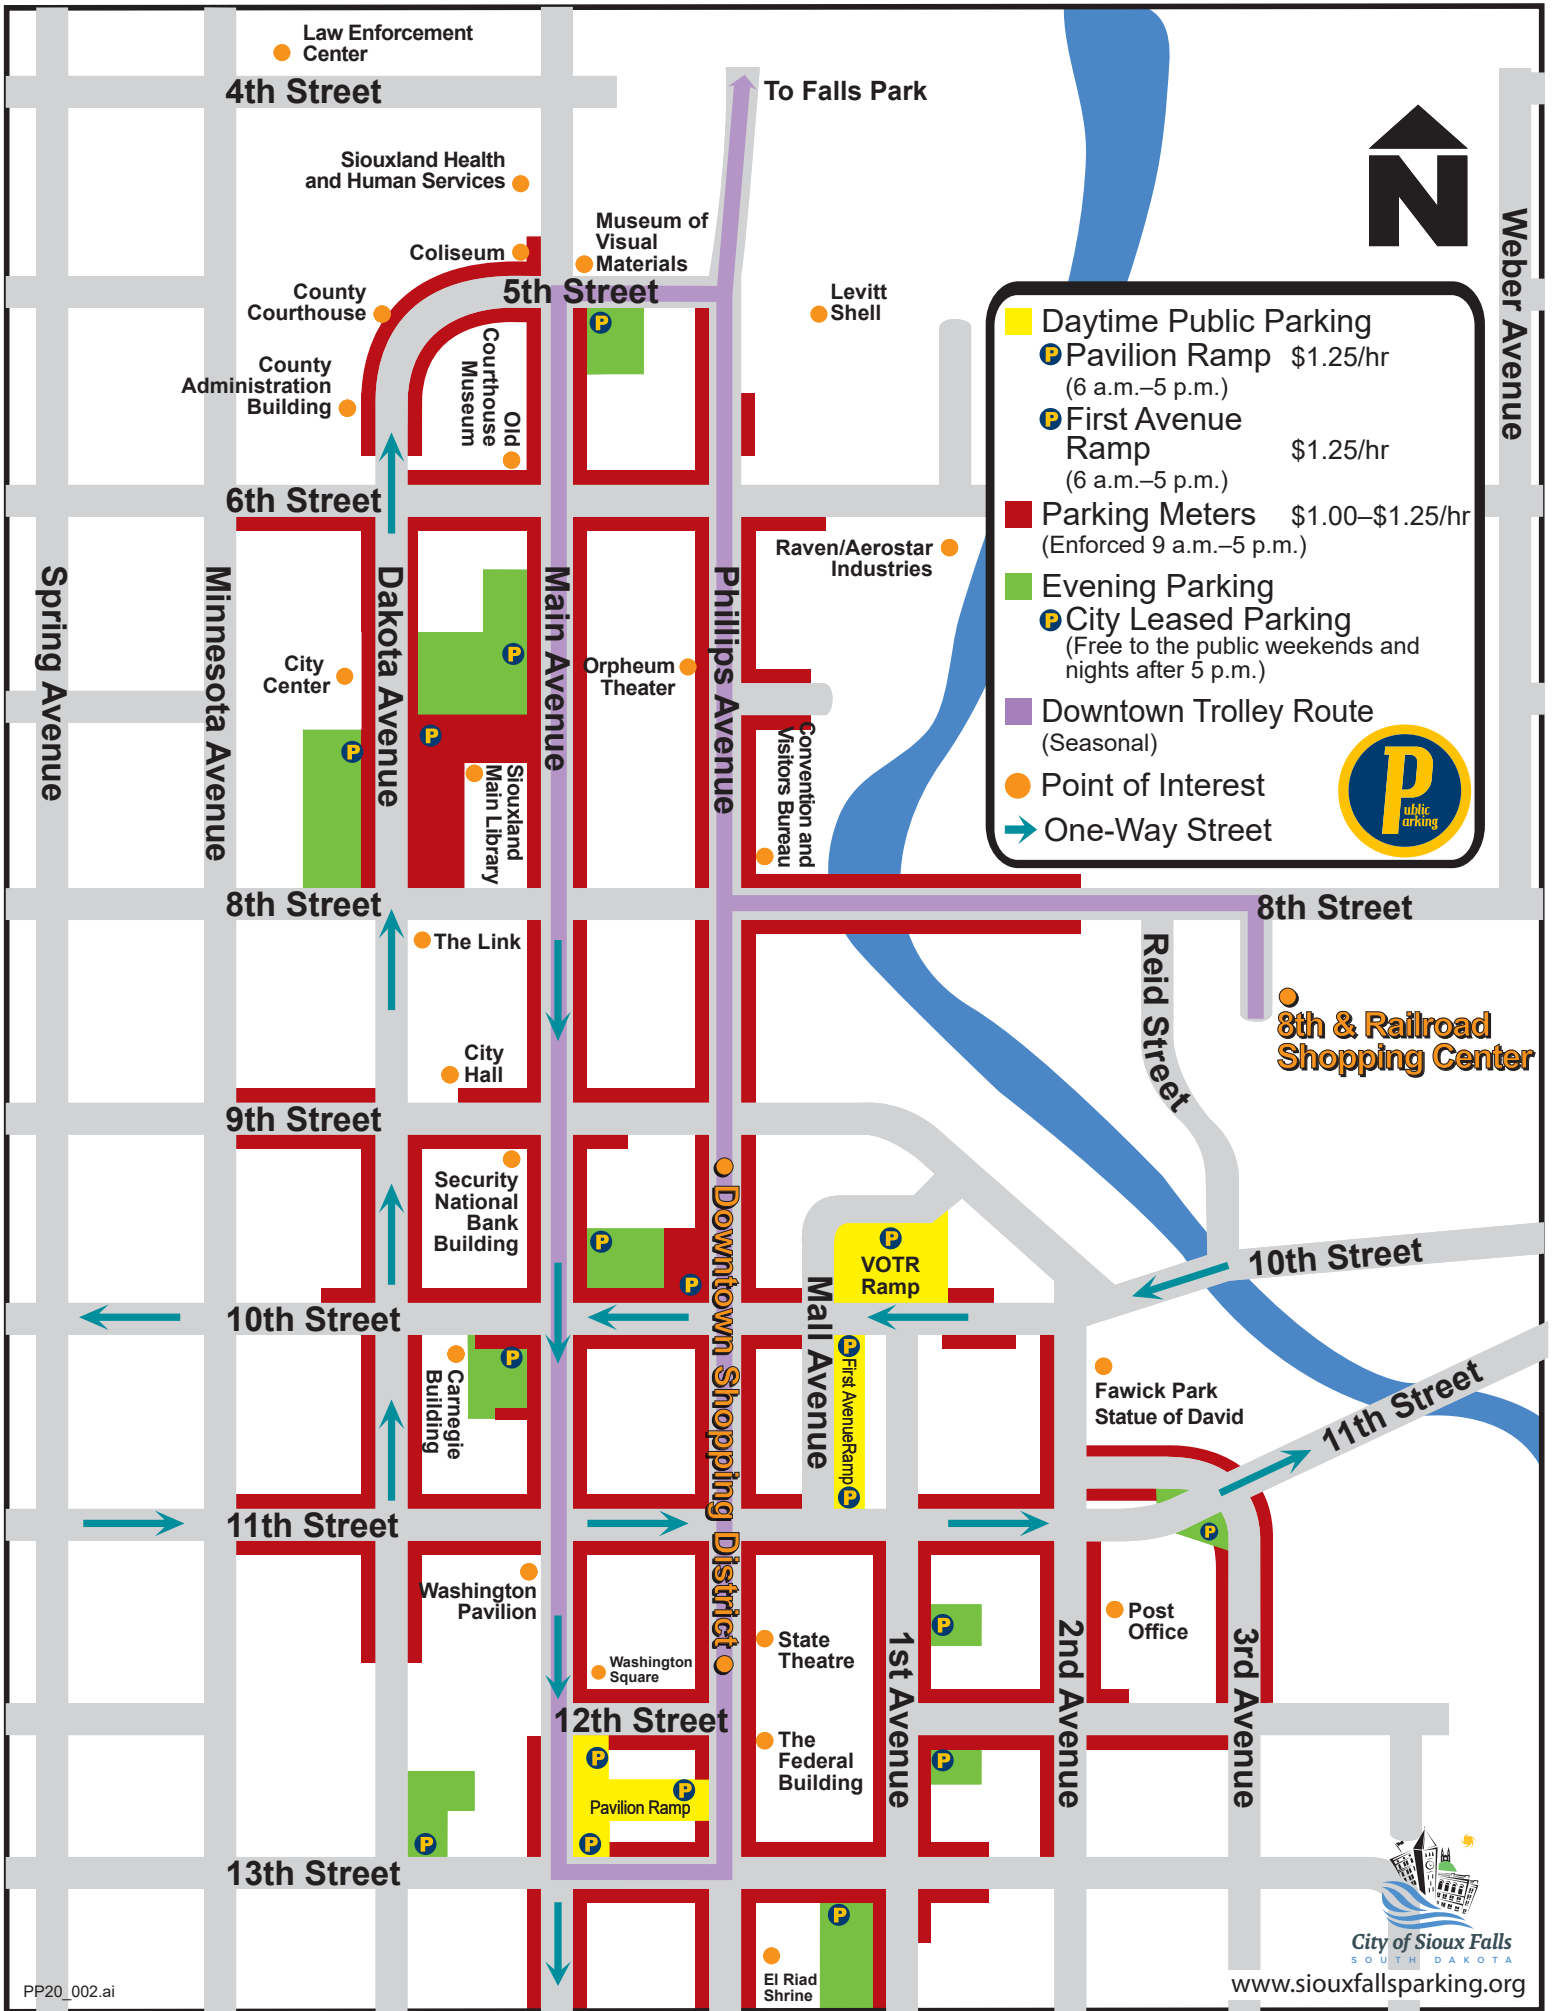 Law Enforcement
Center
4th Street
To Falls Park
N
Siouxland Health
and Human Services
Museum of
Visual
Materials
Coliseum
5th Street
County
Courthouse
Levitt
Shell
County
Administration
Building
Old
Courthouse
Museum
Weber Avenue
Daytime Public Parking
P Pavilion Ramp $1.25/hr
(6 a.m.–5 p.m.)
P First Avenue
Ramp $1.25/hr
(6 a.m.–5 p.m.)
Parking Meters $1.00–$1.25/hr
(Enforced 9 a.m.–5 p.m.)
Evening Parking
P City Leased Parking
(Free to the public weekends and
nights after 5 p.m.)
Downtown Trolley Route
(Seasonal)
Point of Interest
One-Way Street
Public
Parking
P
6th Street
Raven/Aerostar
Industries
Spring Avenue
Minnesota Avenue
Dakota Avenue
Main Avenue
Phillips Avenue
P
City
Center
Orpheum
Theater
P
P
Siouxland
Main Library
Convention and
Visitors Bureau
8th Street
8th Street
The Link
Reid Street
8th & Railroad
Shopping Center
City
Hall
9th Street
Security
National
Bank
Building
P
P
Downtown Shopping District
P
VOTR
Ramp
Mall Avenue
10th Street
10th Street
P
Carnegie
Building
P
First AvenueRamp
P
Fawick Park
Statue of David
11th Street
11th Street
P
Washington
Pavilion
Washington
Square
State
Theatre
P
Post
Office
1st Avenue
2nd Avenue
3rd Avenue
12th Street
The
Federal
Building
P
P
P
Pavilion Ramp
P
P
13th Street
P
El Riad
Shrine
City of Sioux Falls
SOUTH DAKOTA
www.siouxfallsparking.org
PP20_002.ai